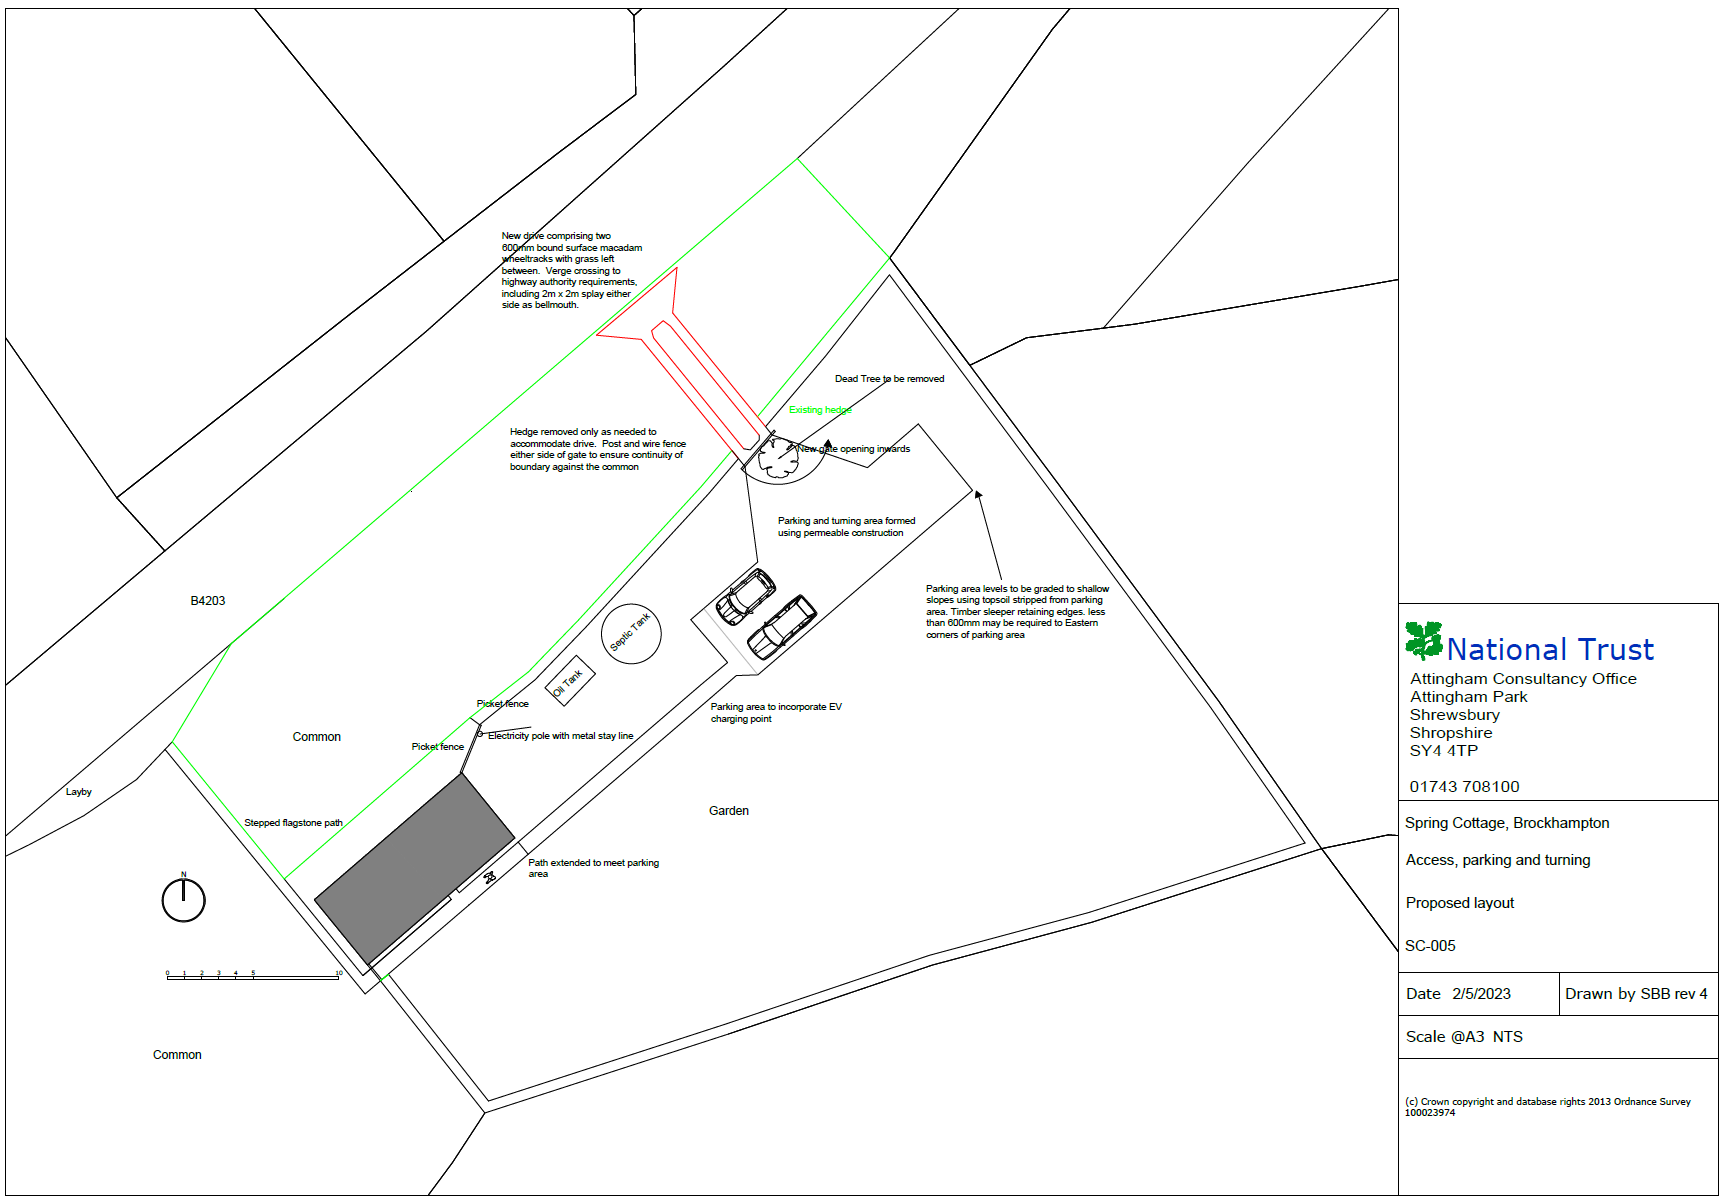 New drive comprising two
600mm bound surface macadam
wheeltracks with grass left
between.  Verge crossing to
highway authority requirements,
including 2m x 2m splay either
side as bellmouth.
Dead Tree to be removed
Existing hedge
Hedge removed only as needed to
accommodate drive.  Post and wire fence
either side of gate to ensure continuity of
boundary against the common
New gate opening inwards
Parking and turning area formed
using permeable construction
Parking area levels to be graded to shallow
slopes using topsoil stripped from parking
area. Timber sleeper retaining edges, less
than 600mm may be required to Eastern
corners of parking area
B4203
Septic Tank
Oil Tank
Picket fence
Parking area to incorporate EV
charging point
Electricity pole with metal stay line
Common
Picket fence
Layby
Garden
Stepped flagstone path
Path extended to meet parking
area
N
0 1 2 3 4 5 10
Common
National Trust
Attingham Consultancy Office
Attingham Park
Shrewsbury
Shropshire
SY4 4TP
01743 708100
Spring Cottage, Brockhampton
Access, parking and turning
Proposed layout
SC-005
Date 2/5/2023
Drawn by SBB rev 4
Scale @A3 NTS
(c) Crown copyright and database rights 2013 Ordnance Survey
100023974